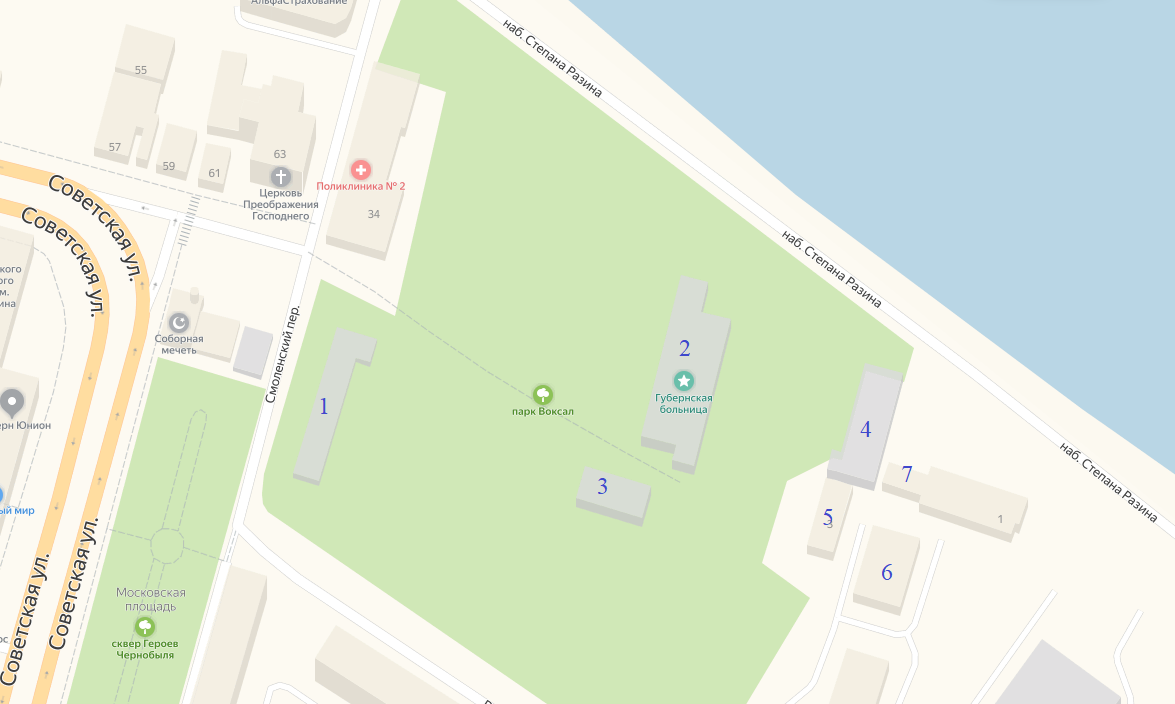 АльфаСтрахование
наб. Степана Разина
55
57
59
61
63
Церковь
Преображения
Господнего
Поликлиника № 2
34
Советская ул.
Советская ул.
наб. Степана Разина
Соборная
мечеть
Смоленский пер.
1
2
Губернская
больница
парк Воксал
3
4
наб. Степана Разина
7
1
5
3
6
Московская
площадь
сквер Героев
Чернобыля
Советская ул.
Советская ул.